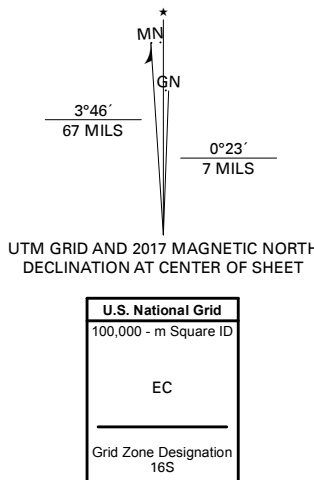 ★
MN
GN
3°46´
67 MILS
0°23´
7 MILS
UTM GRID AND 2017 MAGNETIC NORTH
DECLINATION AT CENTER OF SHEET
U.S. National Grid
100,000 - m Square ID
EC
Grid Zone Designation
16S